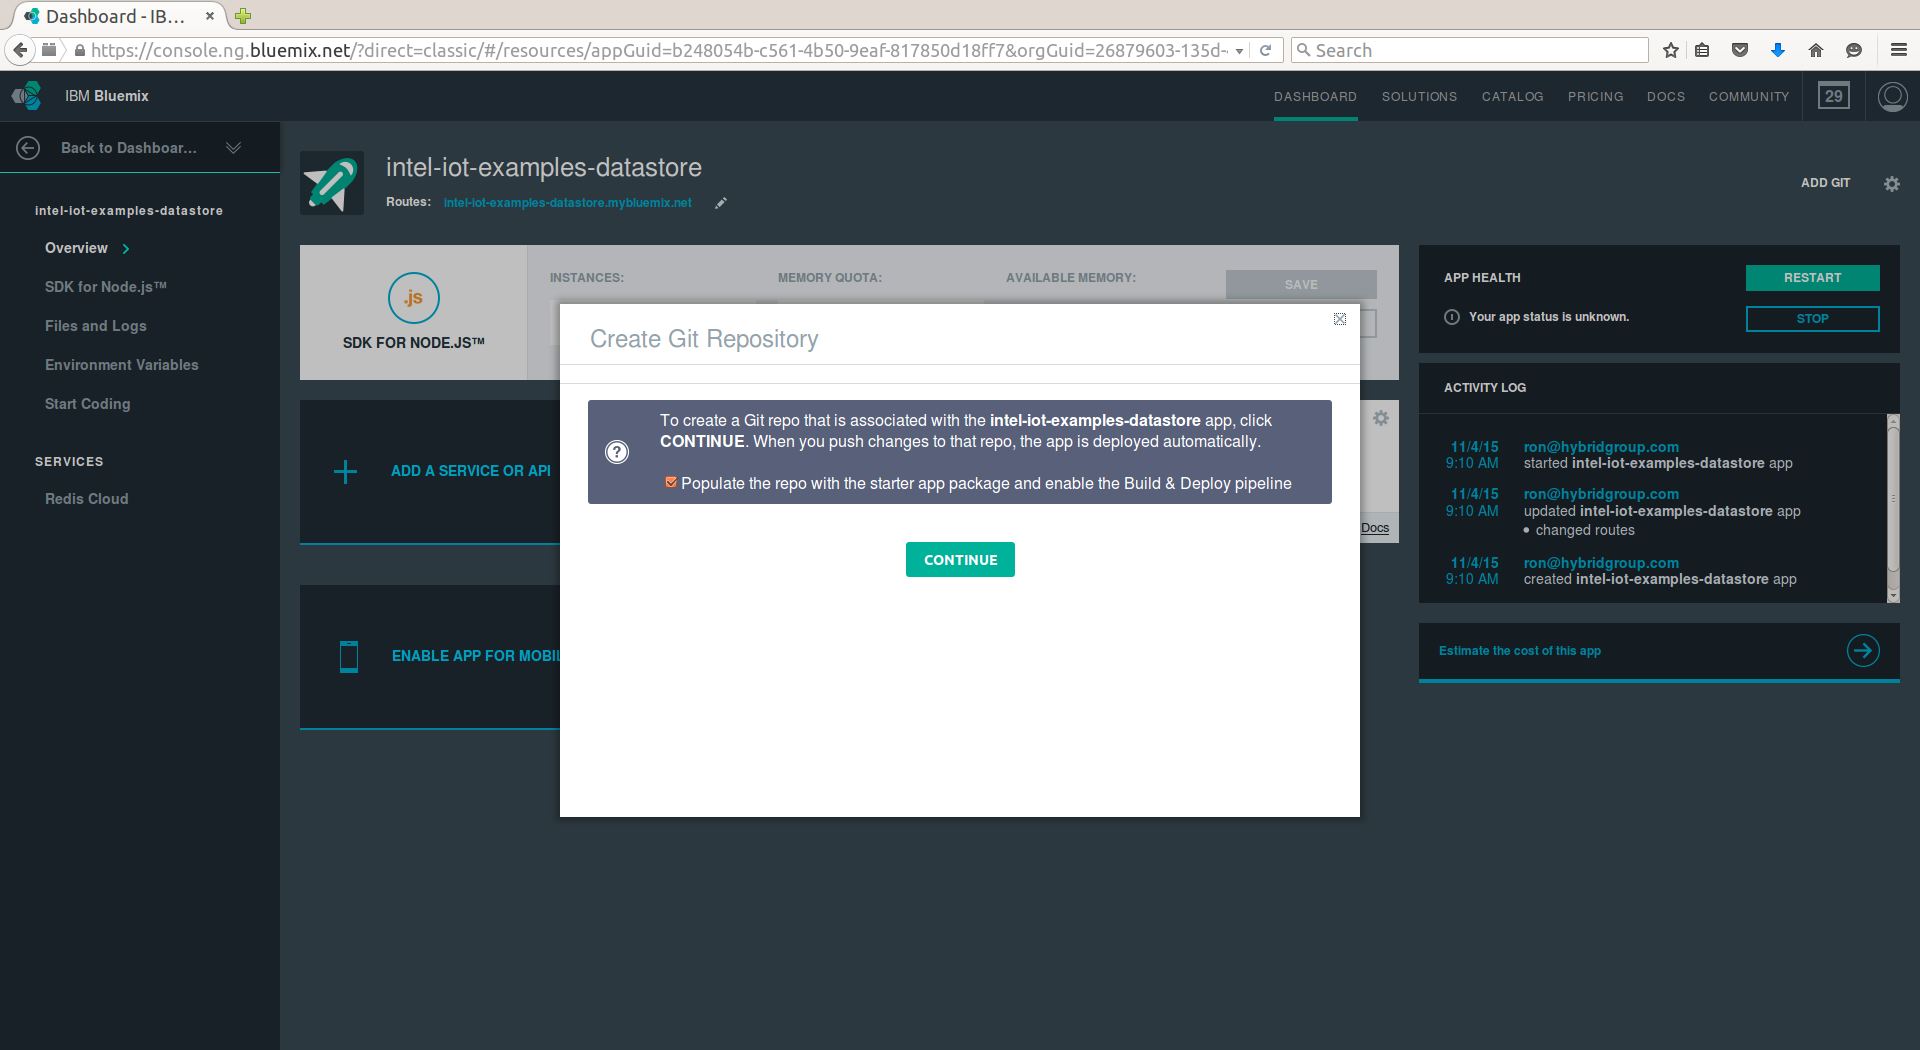 Dashboard - IB...
https://console.ng.bluemix.net/?direct=classic/#/resources/appGuid=b248054b-c561-4b50-9eaf-817850d18ff7&orgGuid=26879603-135d-
Search
IBM Bluemix
DASHBOARD
SOLUTIONS
CATALOG
PRICING
DOCS
COMMUNITY
29
Back to Dashboar...
intel-iot-examples-datastore
Overview
SDK for Node.js™
Files and Logs
Environment Variables
Start Coding
SERVICES
Redis Cloud
intel-iot-examples-datastore
Routes: intel-iot-examples-datastore.mybluemix.net
ADD GIT
.js
SDK FOR NODE.JS™
INSTANCES:
MEMORY QUOTA:
AVAILABLE MEMORY:
SAVE
ADD A SERVICE OR API
ENABLE APP FOR MOBIL
Docs
Create Git Repository
To create a Git repo that is associated with the intel-iot-examples-datastore app, click
CONTINUE. When you push changes to that repo, the app is deployed automatically.
Populate the repo with the starter app package and enable the Build & Deploy pipeline
CONTINUE
APP HEALTH
RESTART
Your app status is unknown.
STOP
ACTIVITY LOG
11/4/15 ron@hybridgroup.com
9:10 AM started intel-iot-examples-datastore app
11/4/15 ron@hybridgroup.com
9:10 AM updated intel-iot-examples-datastore app
• changed routes
11/4/15 ron@hybridgroup.com
9:10 AM created intel-iot-examples-datastore app
Estimate the cost of this app